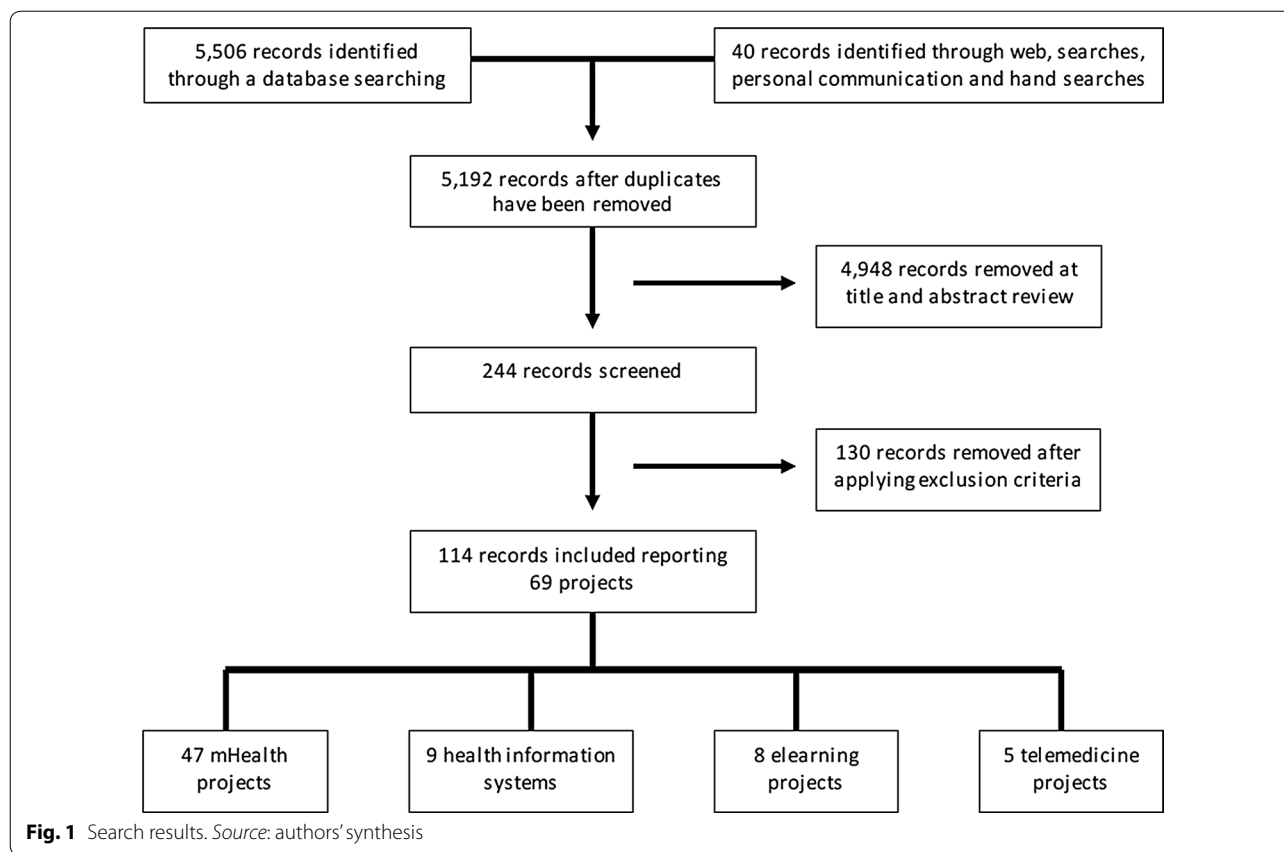 5,506 records identified
through a database searching
40 records identified through web, searches,
personal communication and hand searches
5,192 records after duplicates
have been removed
4,948 records removed at
title and abstract review
244 records screened
130 records removed after
applying exclusion criteria
114 records included reporting
69 projects
47 mHealth
projects
9 health information
systems
8 elearning
projects
5 telemedicine
projects
Fig. 1 Search results. Source: authors' synthesis